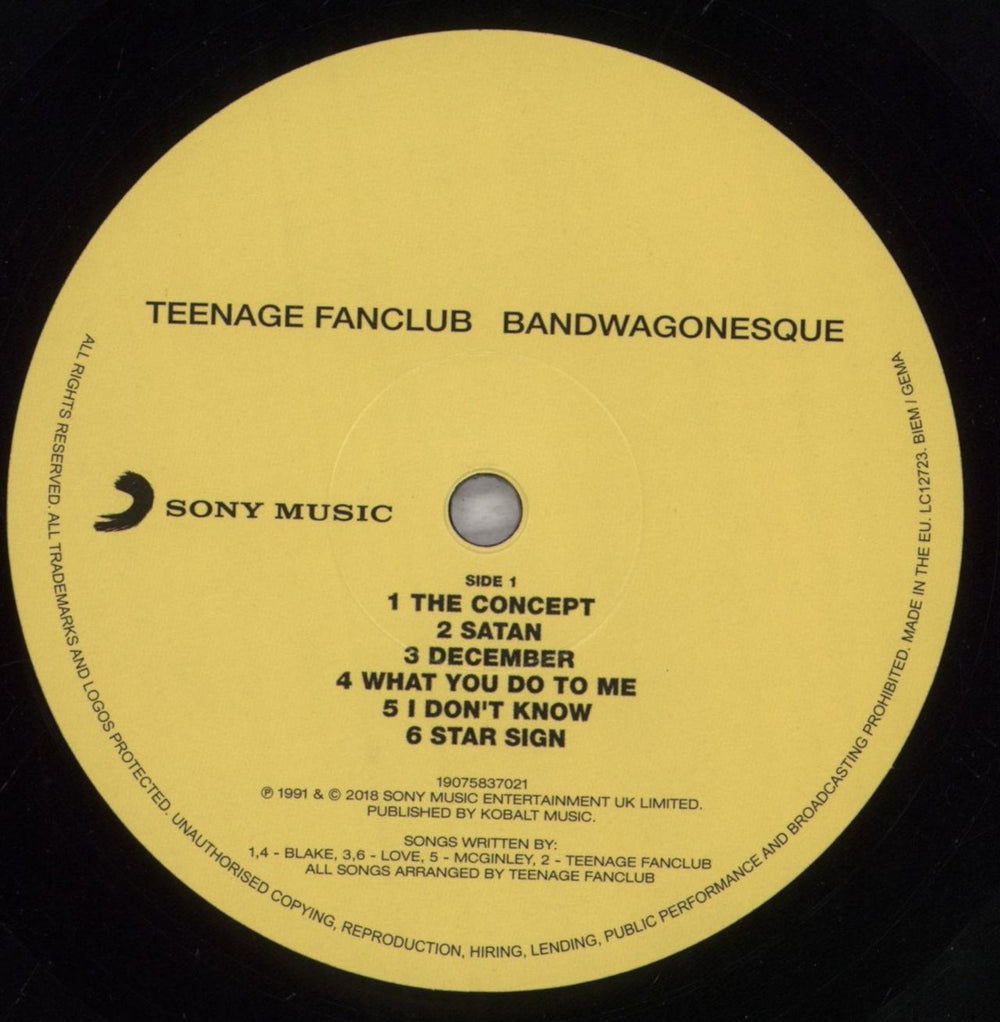 TEENAGE FANCLUB BANDWAGONESQUE
SONY MUSIC
SIDE 1
1 THE CONCEPT
2 SATAN
3 DECEMBER
4 WHAT YOU DO TO ME
5 I DON'T KNOW
6 STAR SIGN
19075837021
℗ 1991 & © 2018 SONY MUSIC ENTERTAINMENT UK LIMITED.
PUBLISHED BY KOBALT MUSIC.
SONGS WRITTEN BY:
1,4 - BLAKE, 3,6 - LOVE, 5 - MCGINLEY, 2 - TEENAGE FANCLUB
ALL SONGS ARRANGED BY TEENAGE FANCLUB
ALL RIGHTS RESERVED. ALL TRADEMARKS AND LOGOS PROTECTED. UNAUTHORISED COPYING, REPRODUCTION, HIRING, LENDING, PUBLIC PERFORMANCE AND BROADCASTING PROHIBITED. MADE IN THE EU. LC12723. BIEM / GEMA